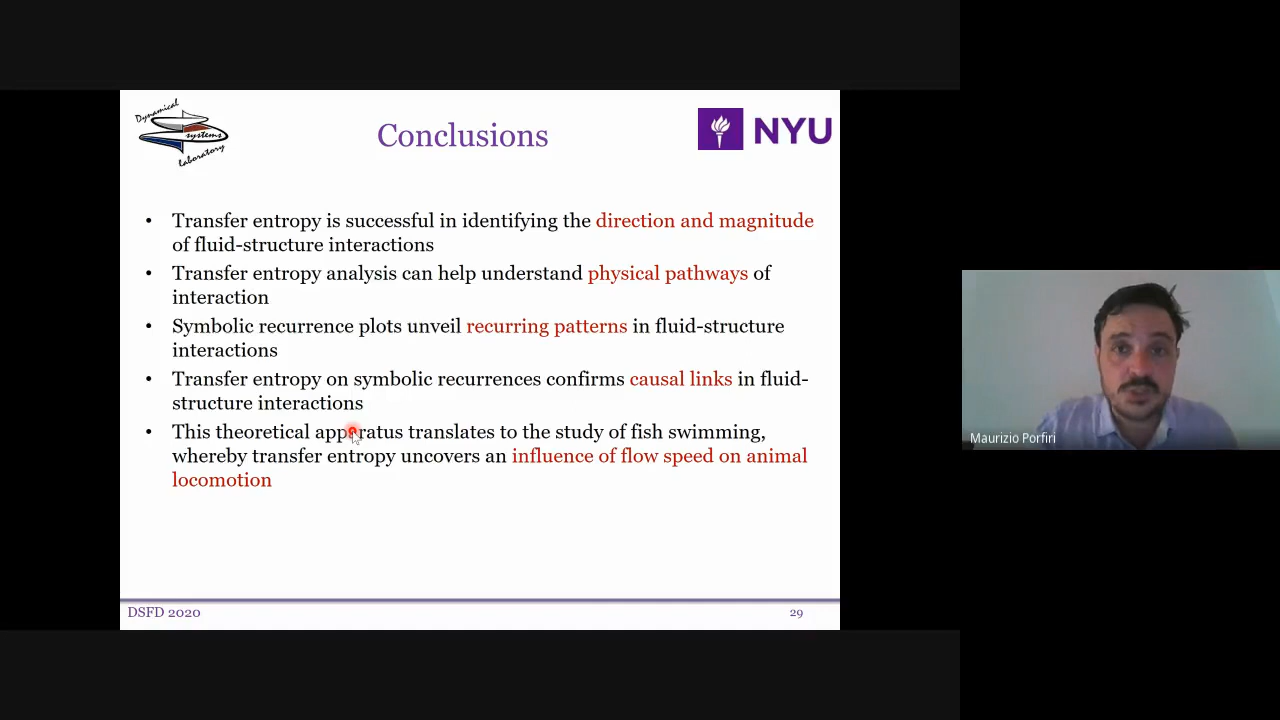 Dynamical
systems
laboratory
Conclusions
NYU
• Transfer entropy is successful in identifying the direction and magnitude
of fluid-structure interactions
• Transfer entropy analysis can help understand physical pathways of
interaction
• Symbolic recurrence plots unveil recurring patterns in fluid-structure
interactions
• Transfer entropy on symbolic recurrences confirms causal links in fluid-
structure interactions
• This theoretical apparatus translates to the study of fish swimming,
whereby transfer entropy uncovers an influence of flow speed on animal
locomotion
DSFD 2020
29
Maurizio Porfiri